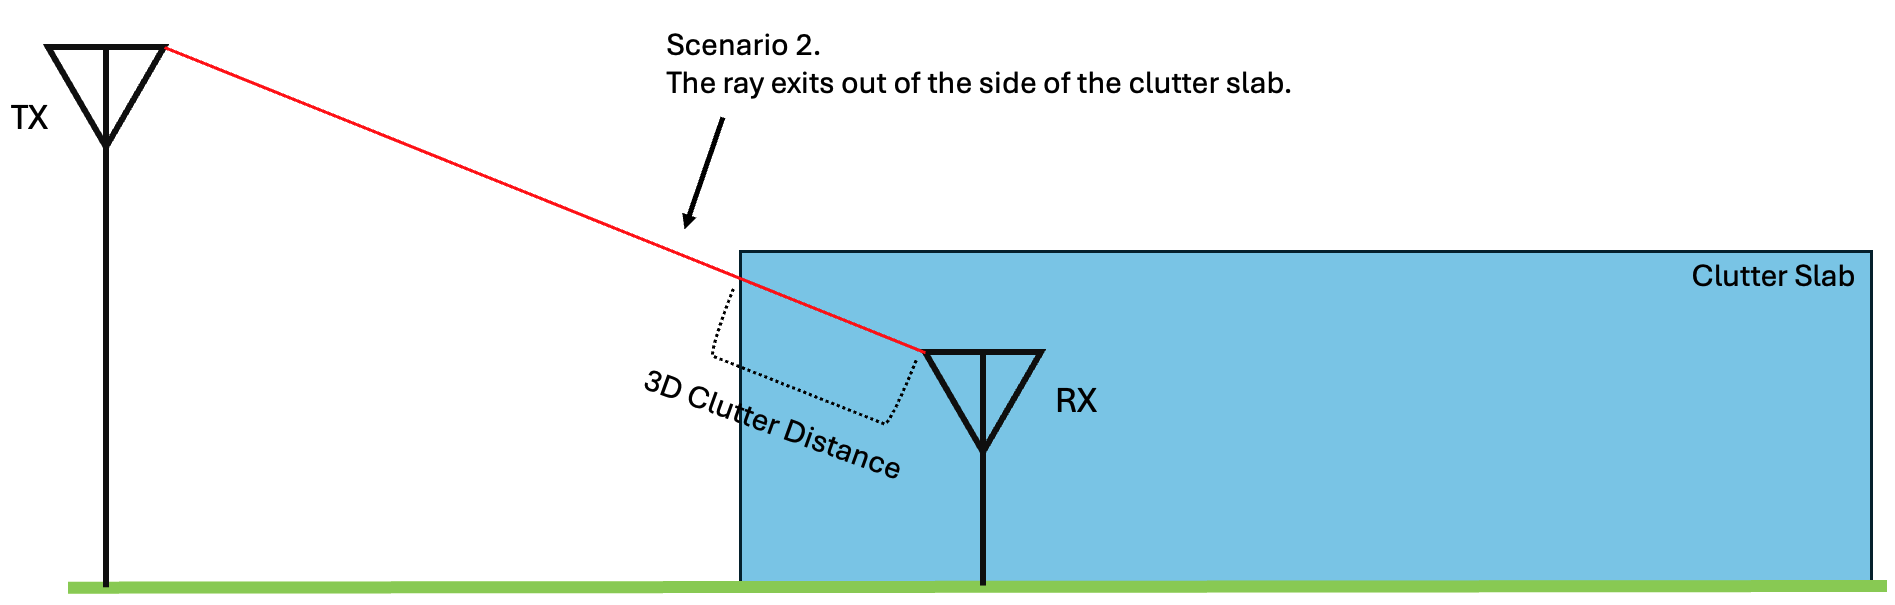 Scenario 2.
The ray exits out of the side of the clutter slab.
TX
Clutter Slab
3D Clutter Distance
RX